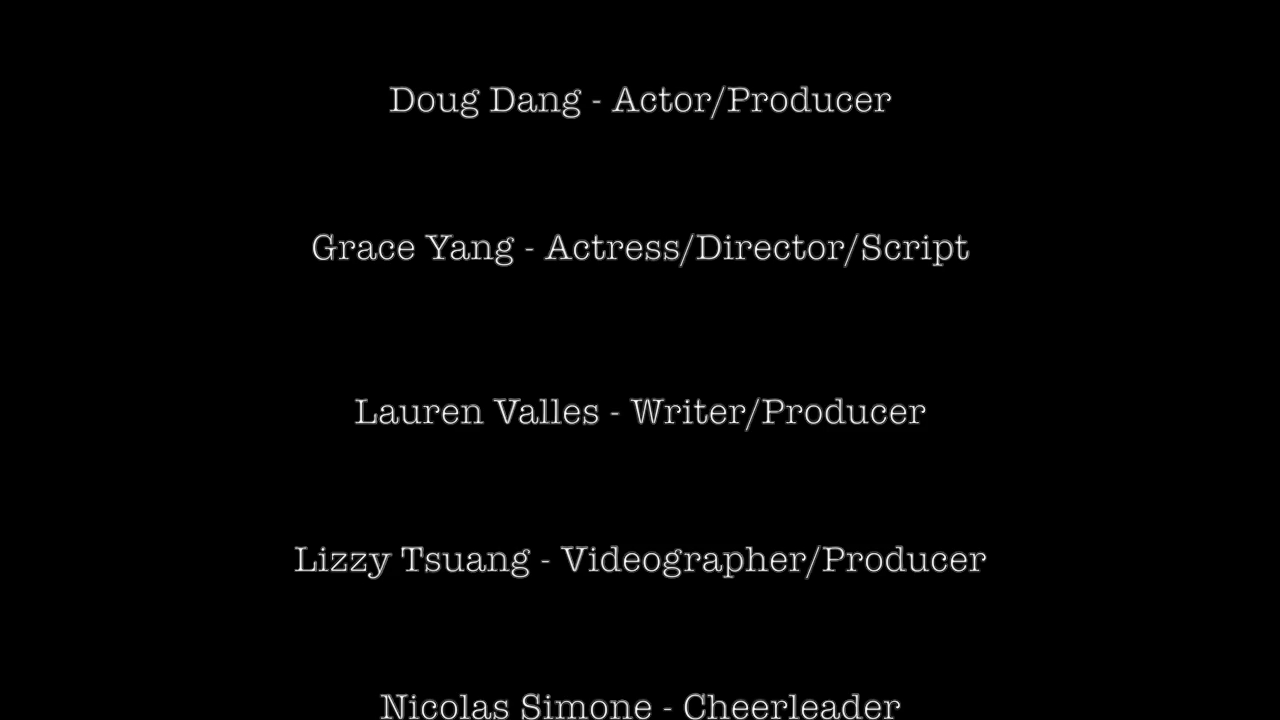 Doug Dang - Actor/Producer
Grace Yang - Actress/Director/Script
Lauren Valles - Writer/Producer
Lizzy Tsuang - Videographer/Producer
Nicolas Simone - Cheerleader